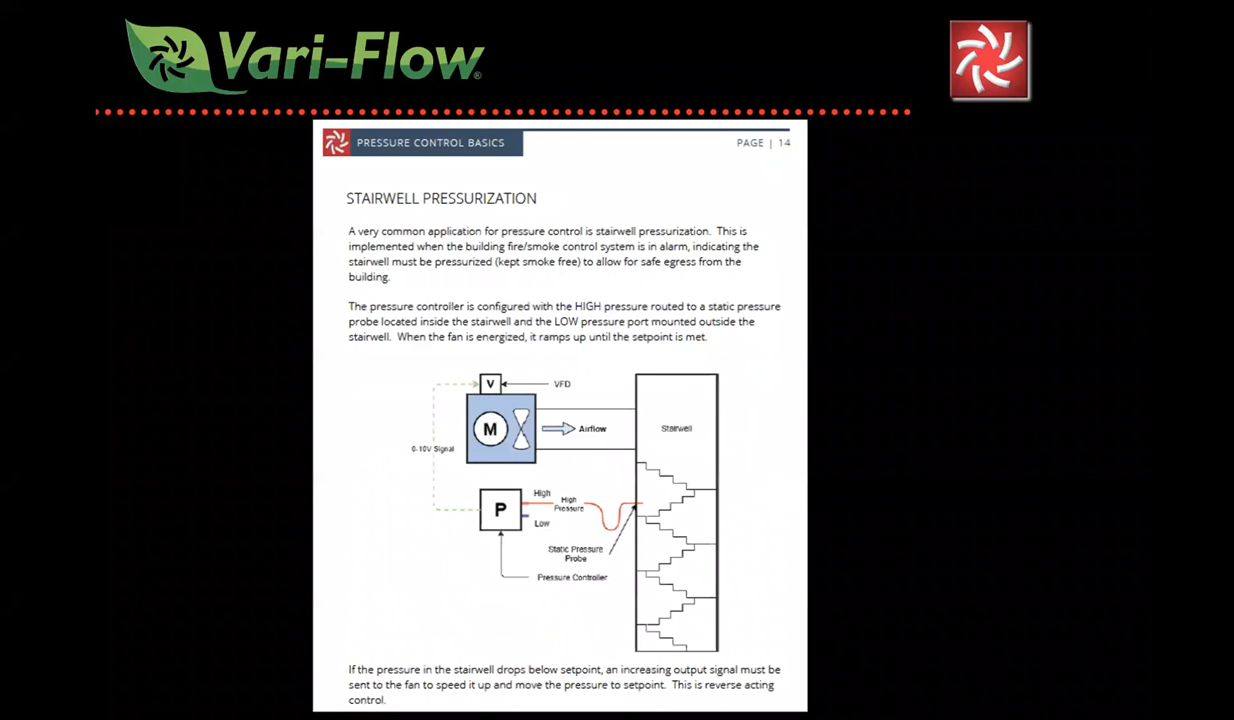 Vari-Flow®
PRESSURE CONTROL BASICS
PAGE | 14
STAIRWELL PRESSURIZATION
A very common application for pressure control is stairwell pressurization. This is
implemented when the building fire/smoke control system is in alarm, indicating the
stairwell must be pressurized (kept smoke free) to allow for safe egress from the
building.
The pressure controller is configured with the HIGH pressure routed to a static pressure
probe located inside the stairwell and the LOW pressure port mounted outside the
stairwell. When the fan is energized, it ramps up until the setpoint is met.
V
VFD
M
Airflow
Stairwell
0-10V Signal
High
High
Pressure
P
Low
Static Pressure
Probe
Pressure Controller
If the pressure in the stairwell drops below setpoint, an increasing output signal must be
sent to the fan to speed it up and move the pressure to setpoint. This is reverse acting
control.